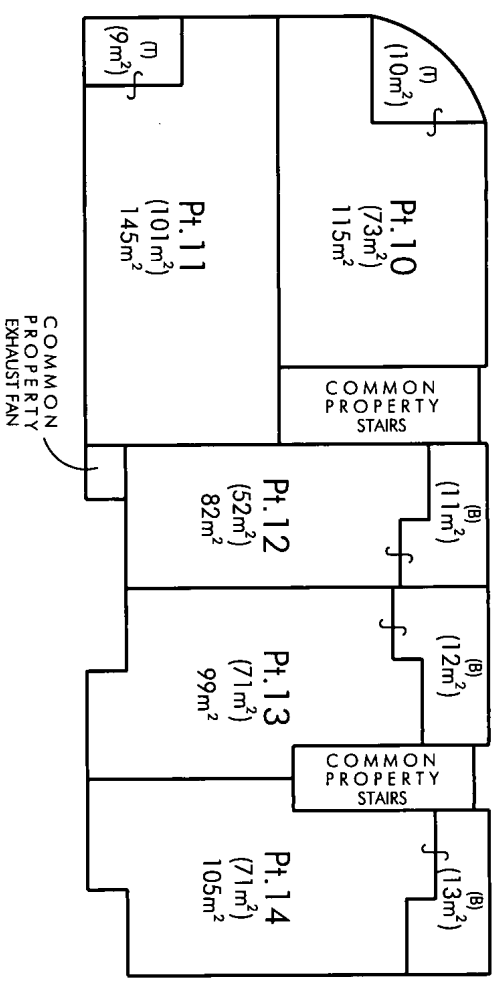 (T)
(9m²)
(T)
(10m²)
Pt.10
(73m²)
115m²
Pt.11
(101m²)
145m²
COMMON
PROPERTY
EXHAUST FAN
COMMON
PROPERTY
STAIRS
(B)
(11m²)
Pt.12
(52m²)
82m²
(B)
(12m²)
Pt.13
(71m²)
99m²
COMMON
PROPERTY
STAIRS
(B)
(13m²)
Pt.14
(71m²)
105m²